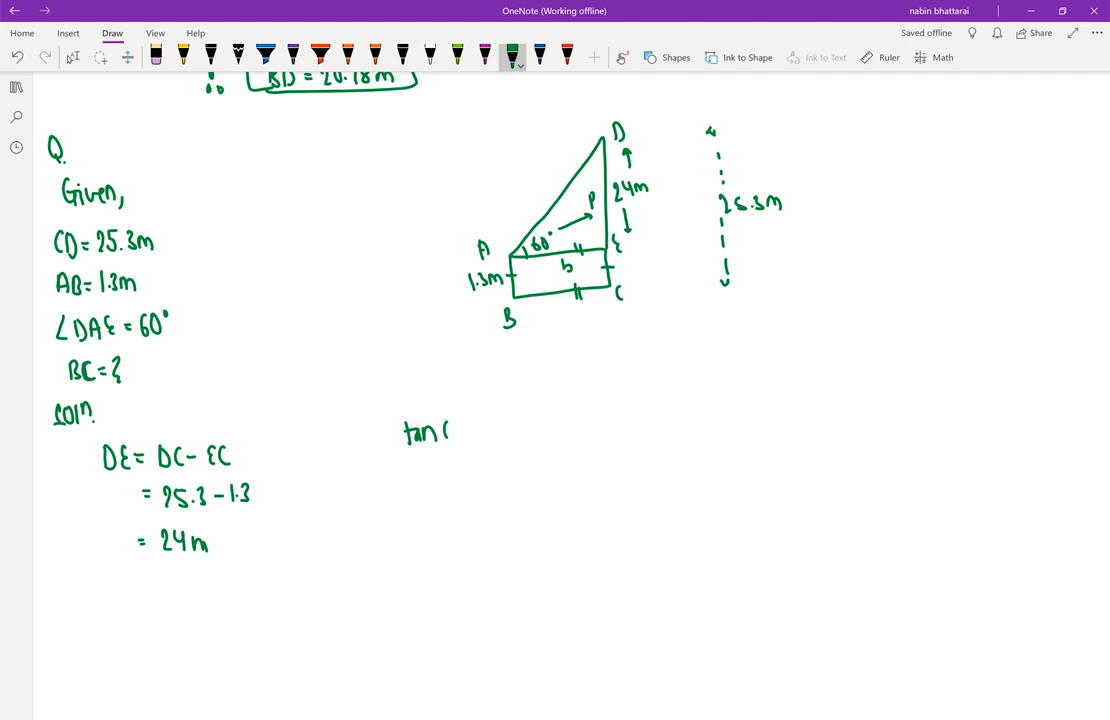 OneNote (Working offline)
nabin bhattarai
Home Insert Draw View Help
Saved offline
Share
Shapes
Ink to Shape
Ink to Text
Ruler
Math
∴ BD = 20.78m
Q.
Given,
CD = 25.3m
AB = 1.3m
∠DAE = 60°
BC = ?
Soln.
DE = DC - EC
= 25.3 - 1.3
= 24m
tan(
D
24m
P
60°
A
E
b
1.3m
C
B
25.3m